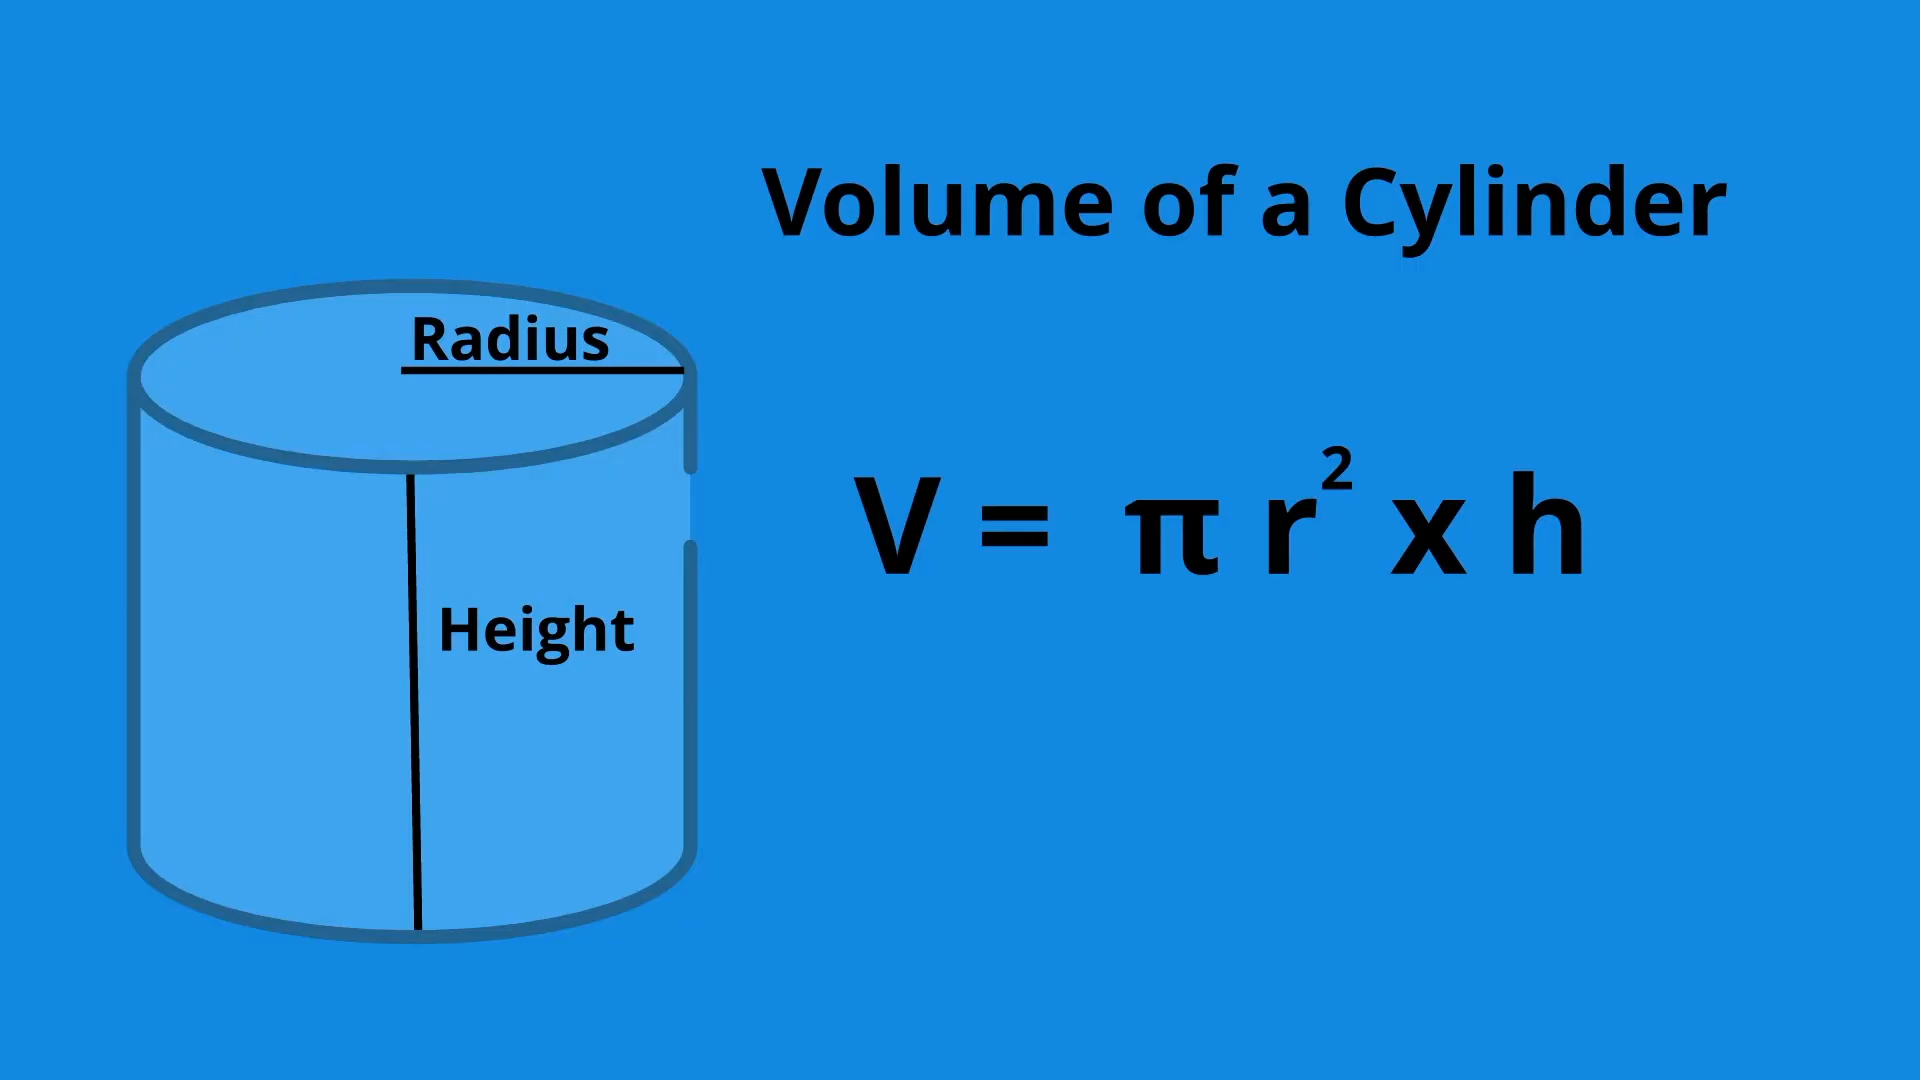 Volume of a Cylinder
Radius
V = π r² x h
Height